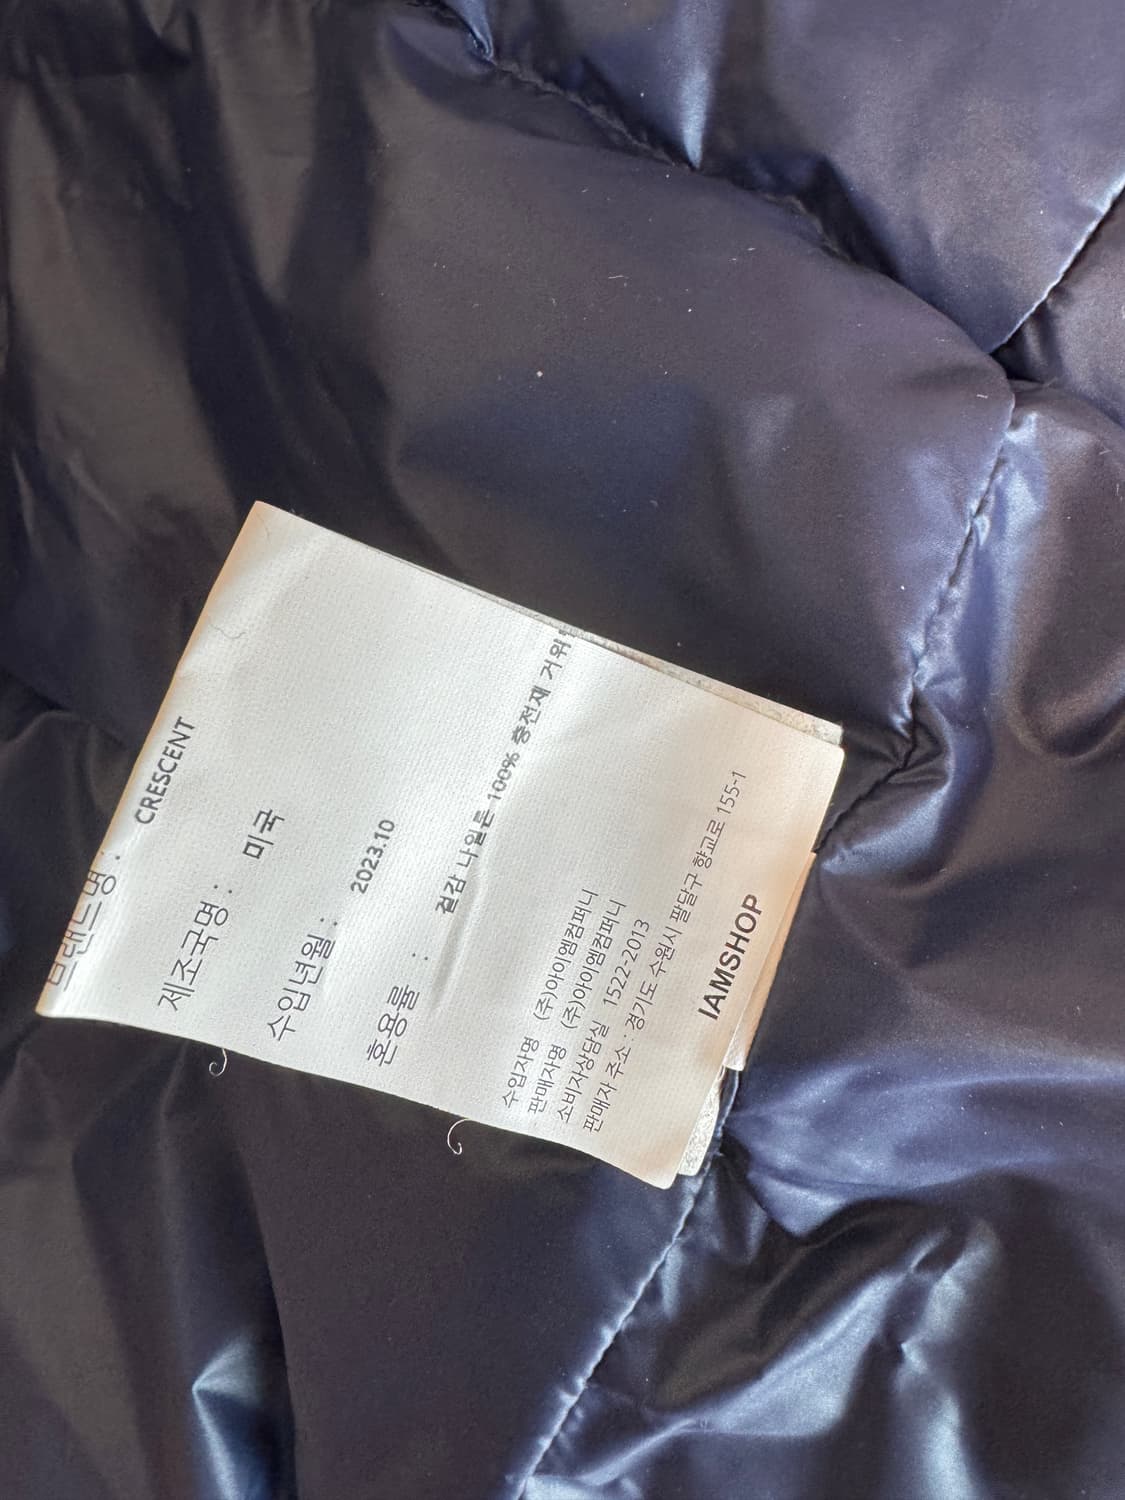 브랜드명 : CRESCENT
제조국명 : 미국
수입년월 : 2023.10
혼용율 : 겉감 나일론 100% 충전재 거위
수입자명 (주)아이엠컴퍼니
판매자명 (주)아이엠컴퍼니
소비자상담실 1522-2013
판매자 주소 : 경기도 수원시 팔달구 향교로 155-1
IAMSHOP